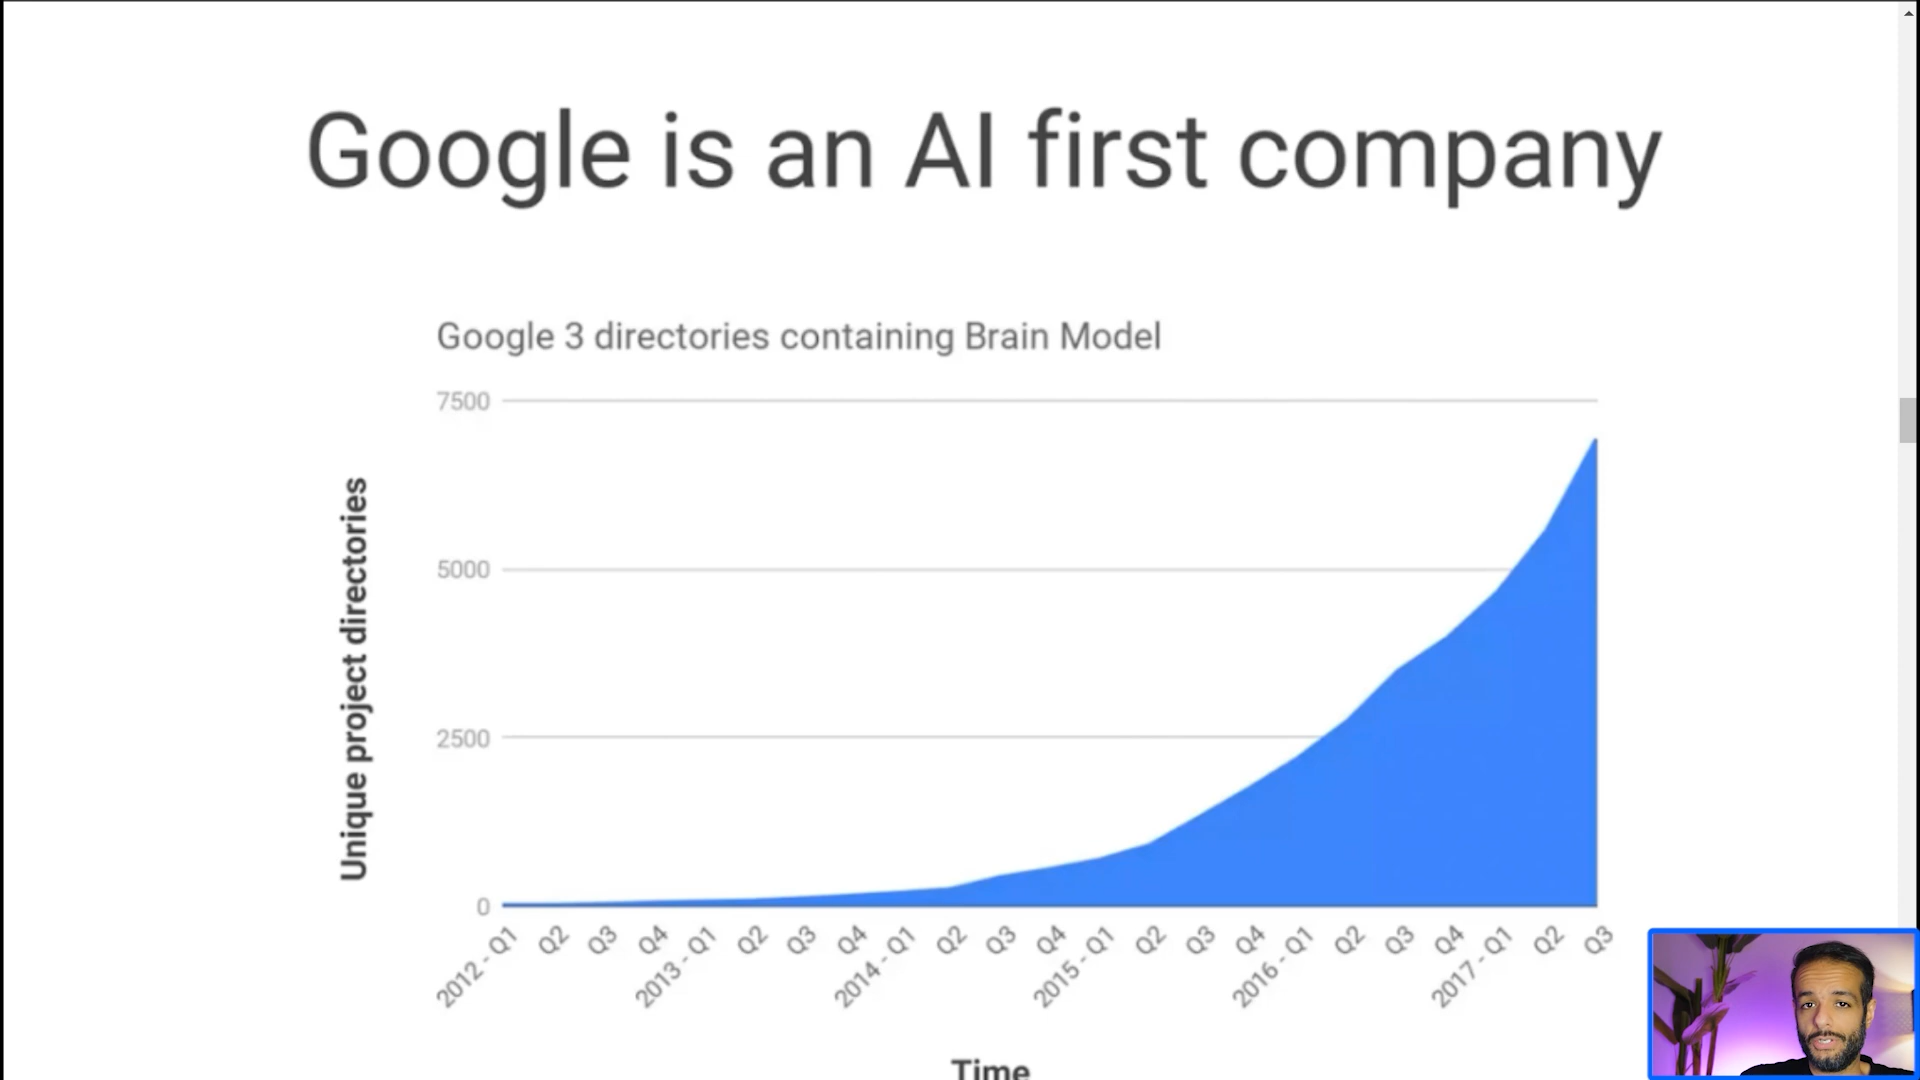 Google is an AI first company
Google 3 directories containing Brain Model
7500
5000
2500
0
Unique project directories
2012 - Q1 Q2 Q3 Q4 2013 - Q1 Q2 Q3 Q4 2014 - Q1 Q2 Q3 Q4 2015 - Q1 Q2 Q3 Q4 2016 - Q1 Q2 Q3 Q4 2017 - Q1 Q2 Q3
Time